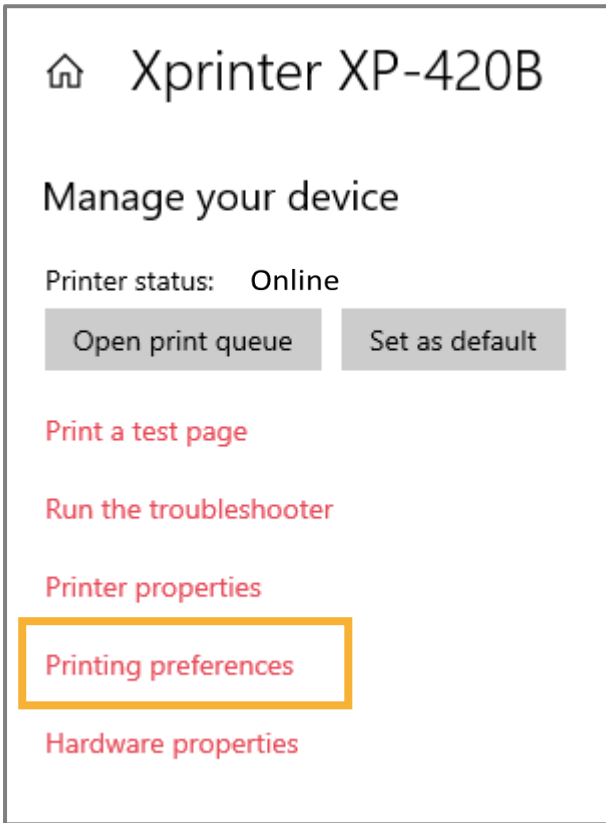 Xprinter XP-420B
Manage your device
Printer status: Online
Open print queue Set as default
Print a test page
Run the troubleshooter
Printer properties
Printing preferences
Hardware properties